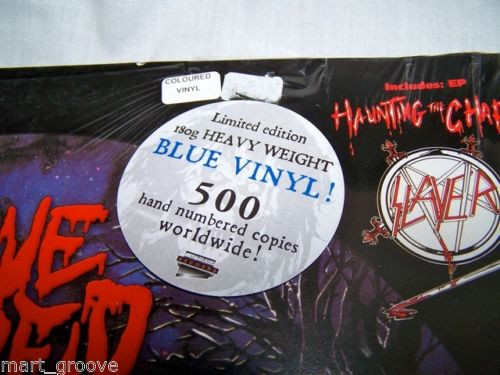 COLOURED
VINYL
Limited edition
180g HEAVY WEIGHT
BLUE VINYL!
500
hand numbered copies
worldwide!
Includes: EP
HAUNTING THE CHA
SLAYER
mart_groove